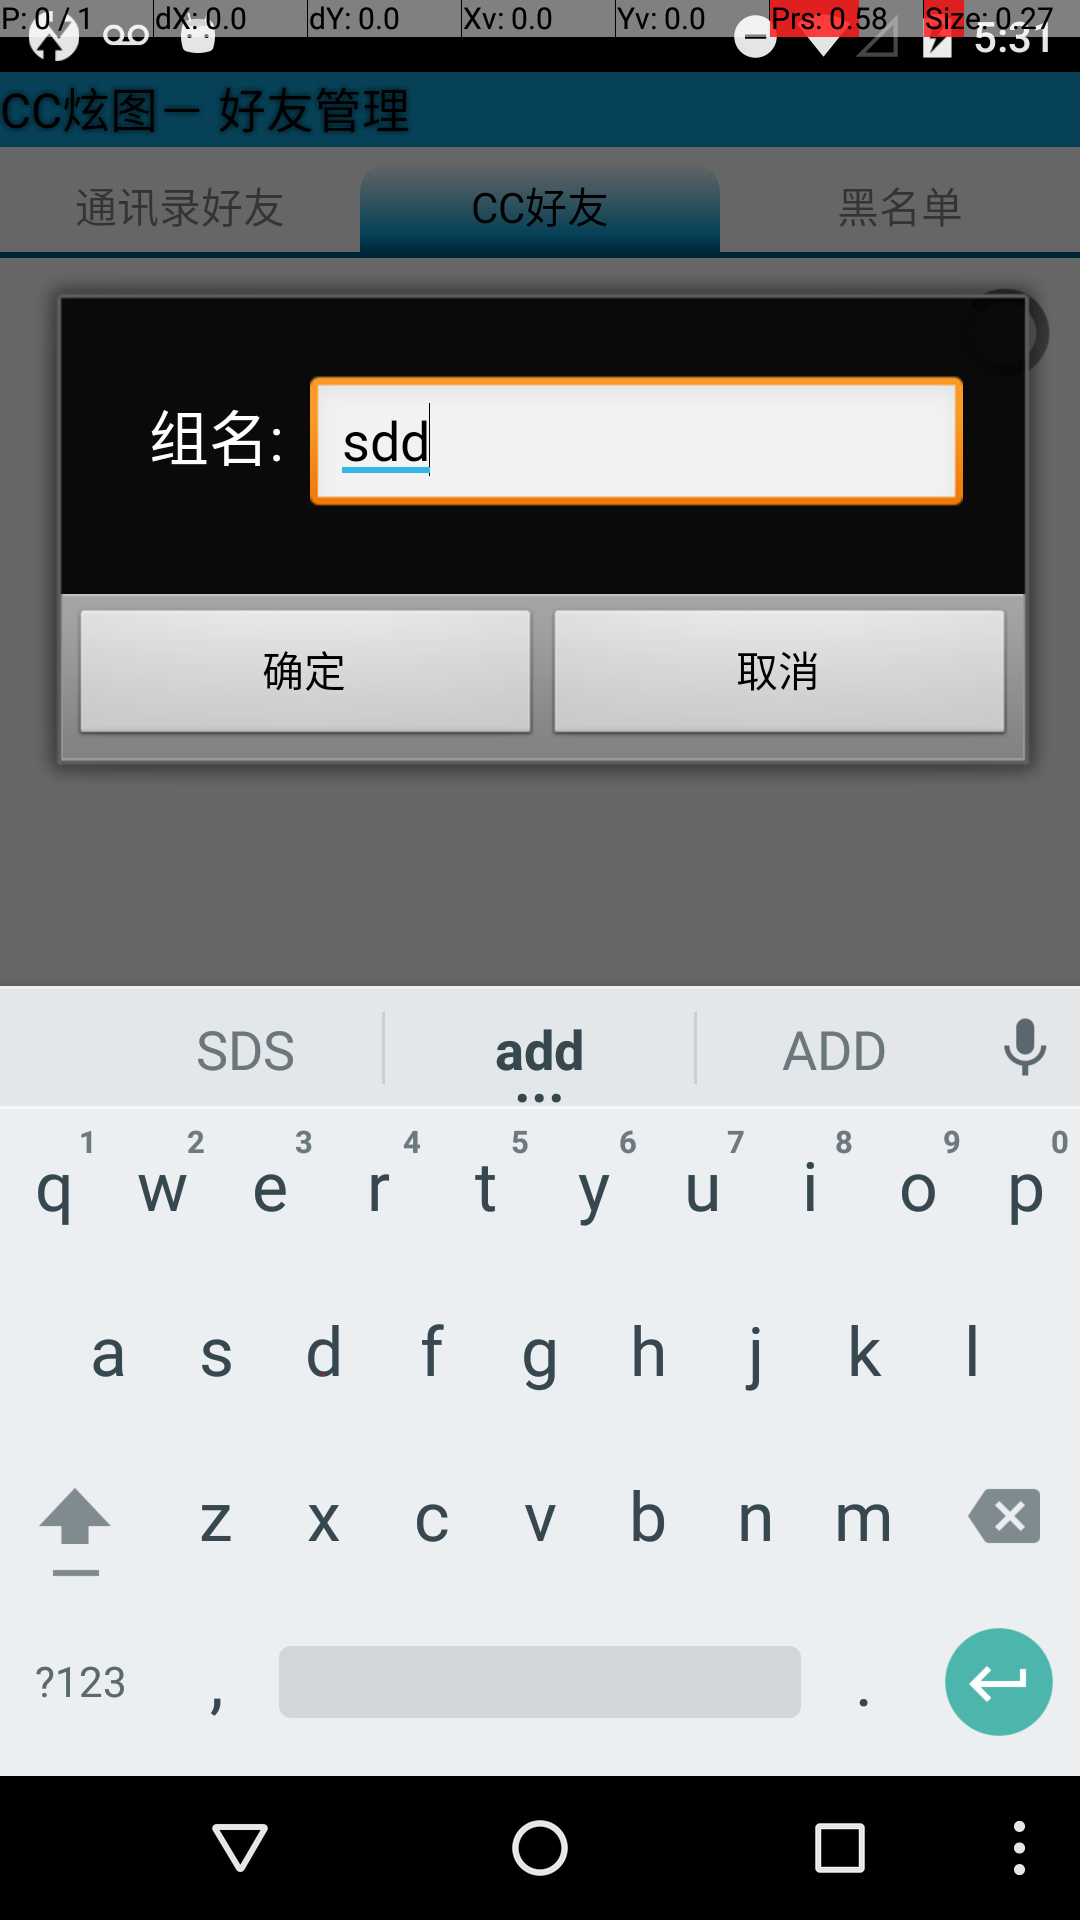 P: 0 / 1 dX: 0.0 dY: 0.0 Xv: 0.0 Yv: 0.0 Prs: 0.58 Size: 0.27
5:31
CC炫图－ 好友管理
通讯录好友 CC好友 黑名单
组名: sdd
确定 取消
SDS add ADD
1 2 3 4 5 6 7 8 9 0
q w e r t y u i o p
a s d f g h j k l
z x c v b n m
?123 , .